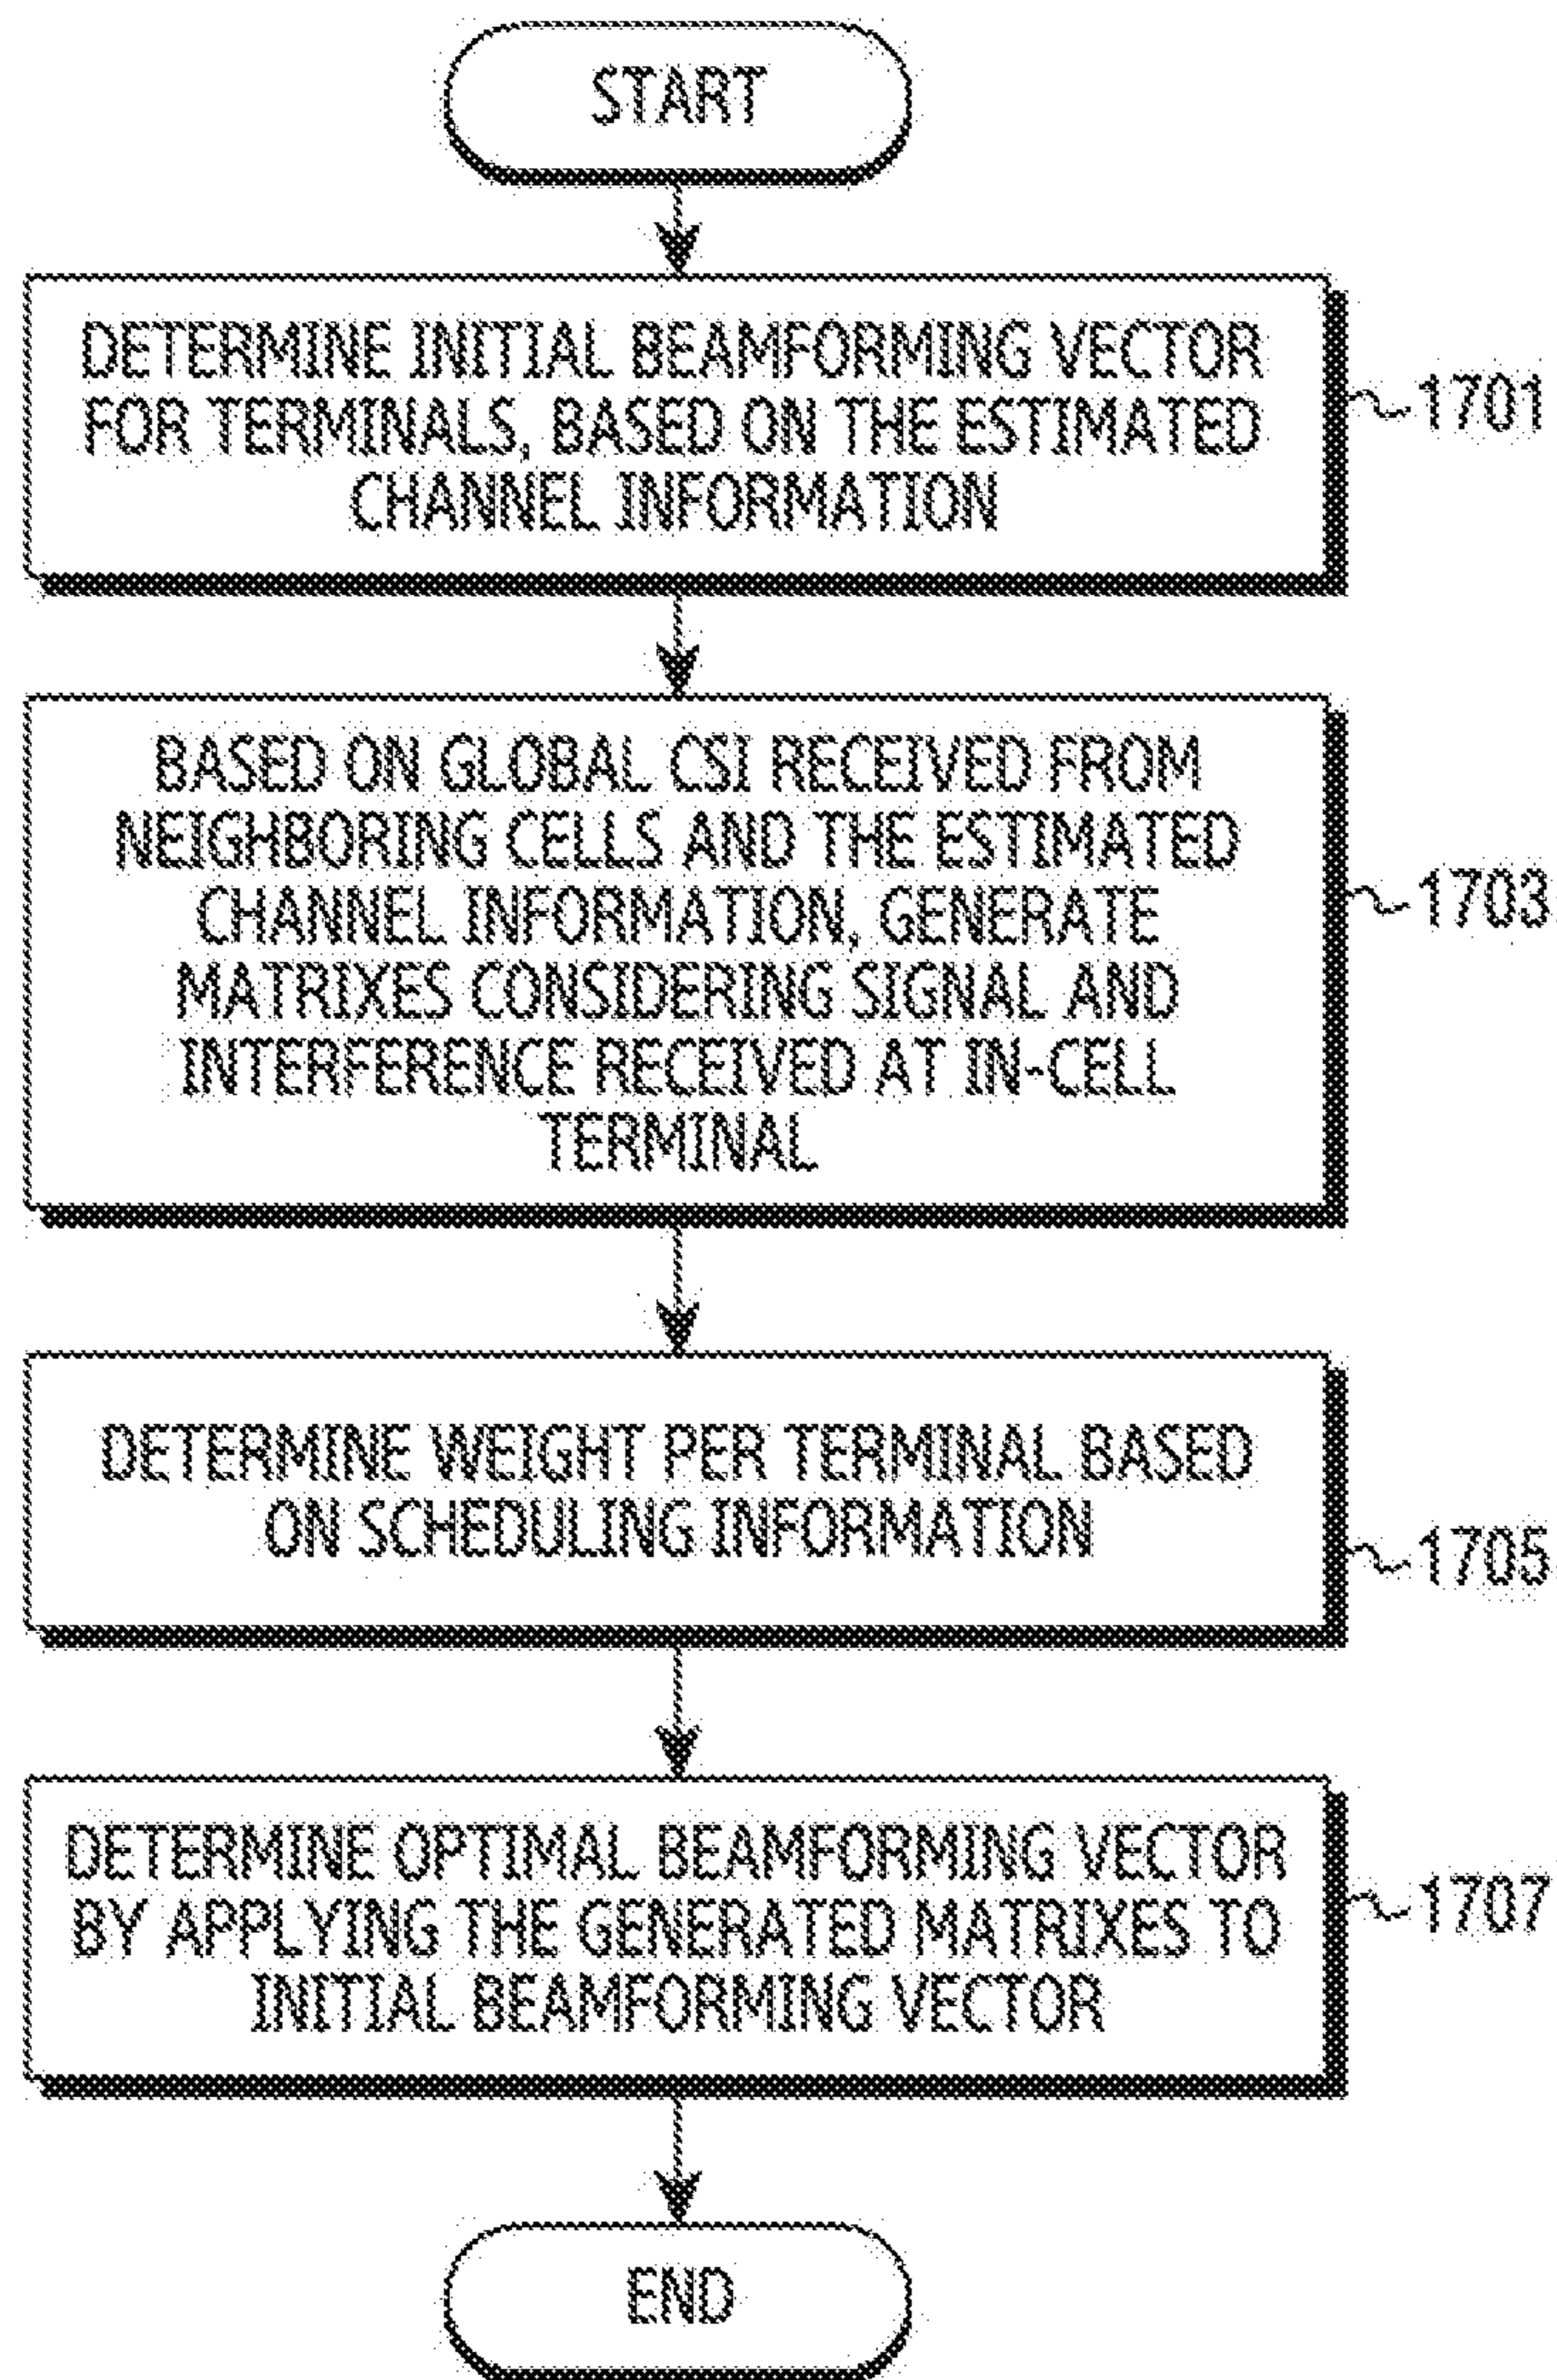 START
DETERMINE INITIAL BEAMFORMING VECTOR
FOR TERMINALS, BASED ON THE ESTIMATED
CHANNEL INFORMATION
1701
BASED ON GLOBAL CSI RECEIVED FROM
NEIGHBORING CELLS AND THE ESTIMATED
CHANNEL INFORMATION, GENERATE
MATRIXES CONSIDERING SIGNAL AND
INTERFERENCE RECEIVED AT IN-CELL
TERMINAL
1703
DETERMINE WEIGHT PER TERMINAL BASED
ON SCHEDULING INFORMATION
1705
DETERMINE OPTIMAL BEAMFORMING VECTOR
BY APPLYING THE GENERATED MATRIXES TO
INITIAL BEAMFORMING VECTOR
1707
END